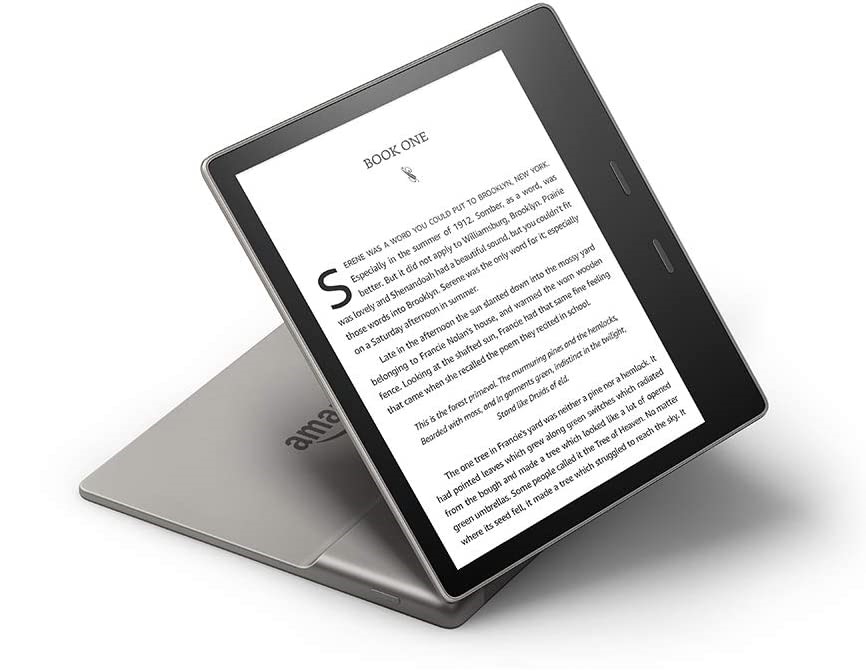 BOOK ONE
SERENE WAS A WORD YOU COULD PUT TO BROOKLYN, NEW YORK.
Especially in the summer of 1912. Somber, as a word, was
better. But it did not apply to Williamsburg, Brooklyn. Prairie
was lovely and Shenandoah had a beautiful sound, but you couldn't fit
those words into Brooklyn. Serene was the only word for it; especially
on a Saturday afternoon in summer.
Late in the afternoon the sun slanted down into the mossy yard
belonging to Francie Nolan's house, and warmed the worn wooden
fence. Looking at the shafted sun, Francie had that same fine feeling
that came when she recalled the poem they recited in school.
This is the forest primeval. The murmuring pines and the hemlocks,
Bearded with moss, and in garments green, indistinct in the twilight,
Stand like Druids of eld.
The one tree in Francie's yard was neither a pine nor a hemlock. It
had pointed leaves which grew along green switches which radiated
from the bough and made a tree which looked like a lot of opened
green umbrellas. Some people called it the Tree of Heaven. No matter
where its seed fell, it made a tree which struggled to reach the sky. It
ama